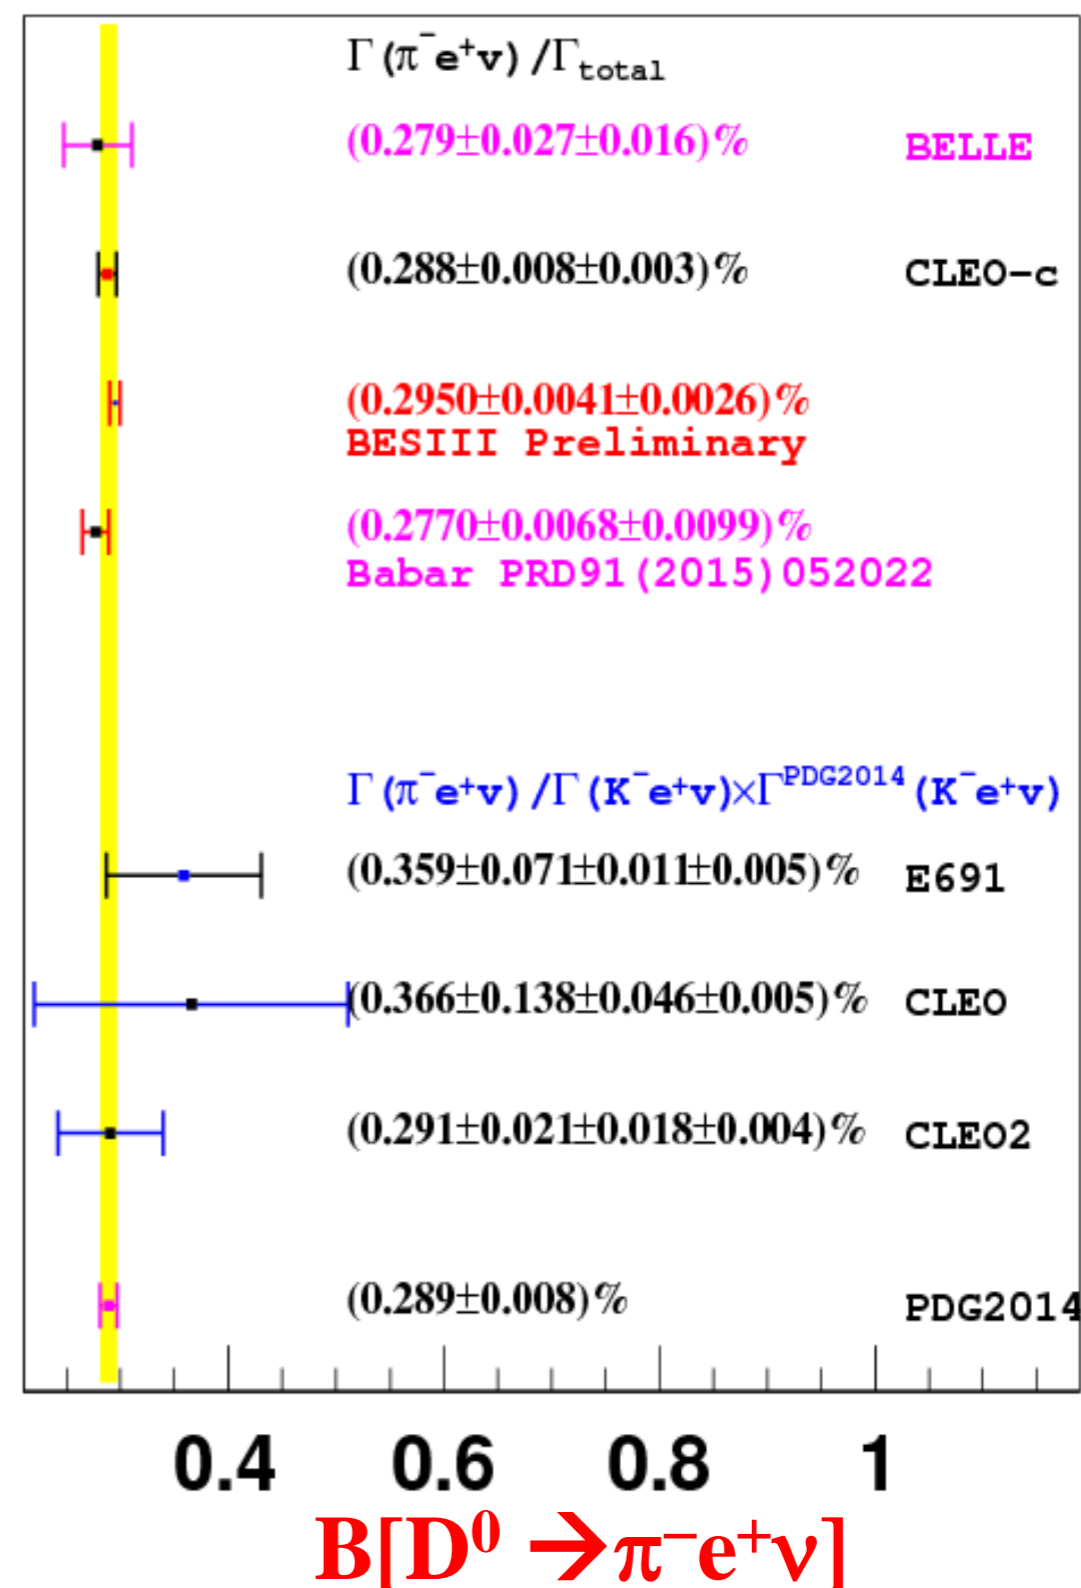 Γ(π⁻e⁺ν)/Γtotal
(0.279±0.027±0.016)% BELLE
(0.288±0.008±0.003)% CLEO-c
(0.2950±0.0041±0.0026)%
BESIII Preliminary
(0.2770±0.0068±0.0099)%
Babar PRD91(2015)052022
Γ(π⁻e⁺ν)/Γ(K⁻e⁺ν)×Γ^PDG2014(K⁻e⁺ν)
(0.359±0.071±0.011±0.005)% E691
(0.366±0.138±0.046±0.005)% CLEO
(0.291±0.021±0.018±0.004)% CLEO2
(0.289±0.008)% PDG2014
0.4 0.6 0.8 1
B[D⁰ →π⁻e⁺ν]